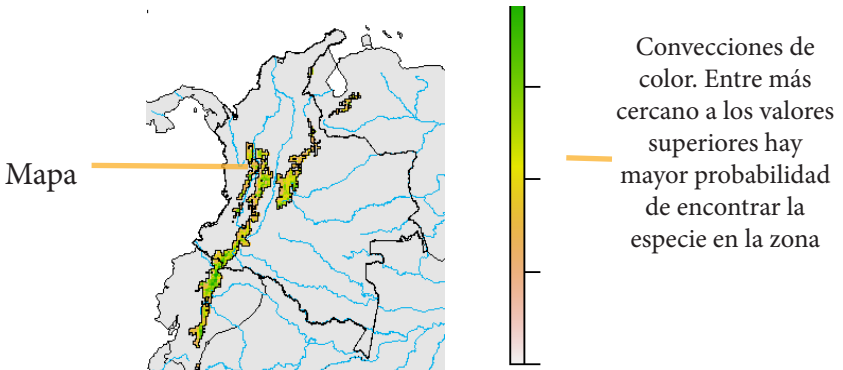 Mapa
Convecciones de
color. Entre más
cercano a los valores
superiores hay
mayor probabilidad
de encontrar la
especie en la zona